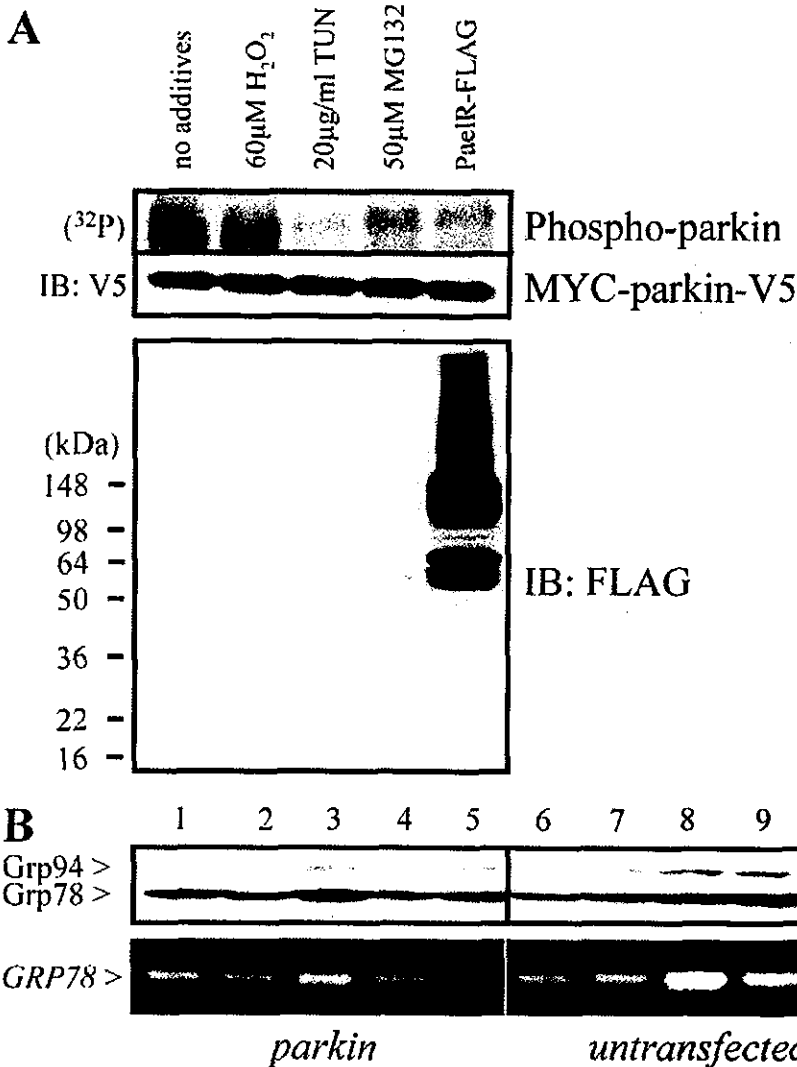 A
no additives
60μM H₂O₂
20μg/ml TUN
50μM MG132
PaelR-FLAG
(³²P)
Phospho-parkin
IB: V5
MYC-parkin-V5
(kDa)
148
98
64
50
36
22
16
IB: FLAG
B
1 2 3 4 5 6 7 8 9
Grp94 >
Grp78 >
GRP78 >
parkin
untransfected